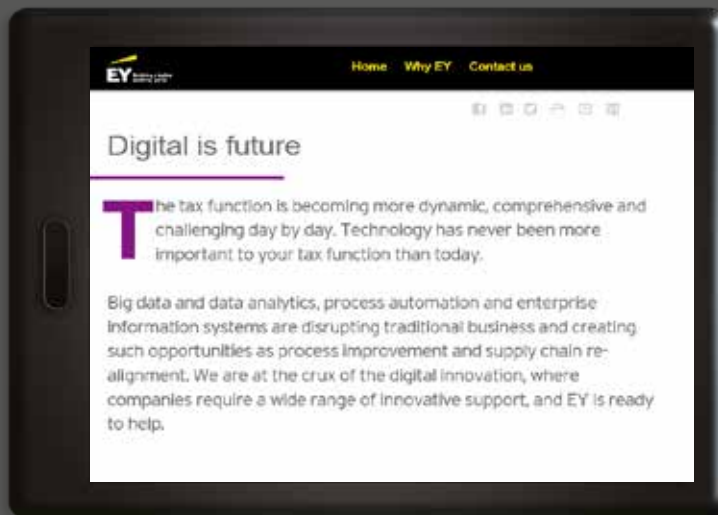 EY
Home Why EY Contact us
Digital is future
The tax function is becoming more dynamic, comprehensive and
challenging day by day. Technology has never been more
important to your tax function than today.
Big data and data analytics, process automation and enterprise
information systems are disrupting traditional business and creating
such opportunities as process improvement and supply chain re-
alignment. We are at the crux of the digital innovation, where
companies require a wide range of innovative support, and EY is ready
to help.